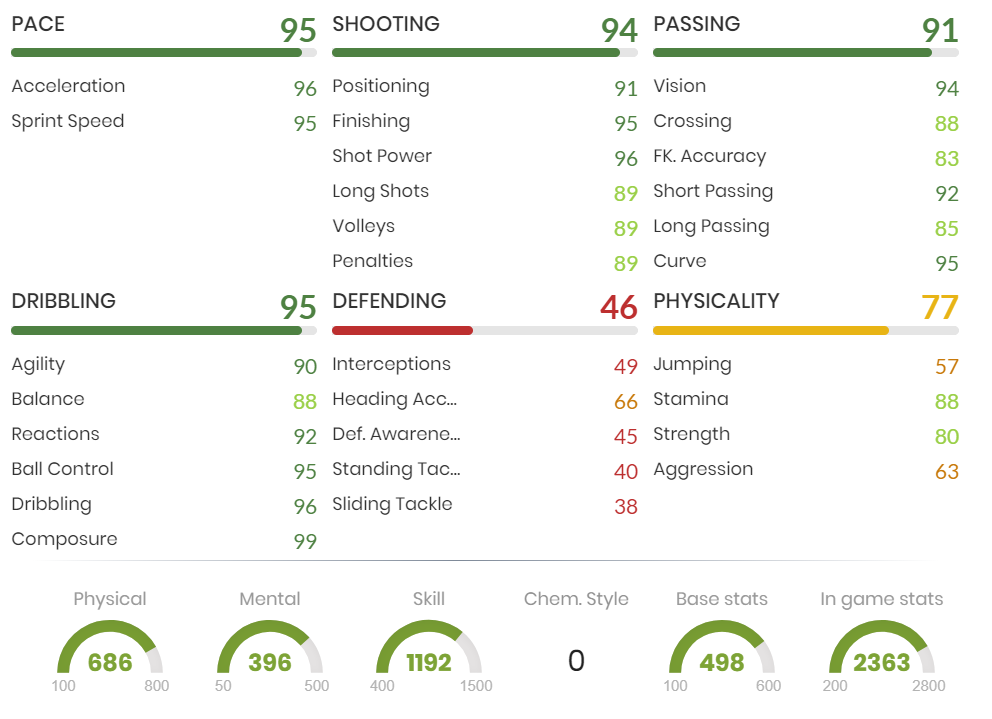 PACE 95
Acceleration 96
Sprint Speed 95
SHOOTING 94
Positioning 91
Finishing 95
Shot Power 96
Long Shots 89
Volleys 89
Penalties 89
PASSING 91
Vision 94
Crossing 88
FK. Accuracy 83
Short Passing 92
Long Passing 85
Curve 95
DRIBBLING 95
Agility 90
Balance 88
Reactions 92
Ball Control 95
Dribbling 96
Composure 99
DEFENDING 46
Interceptions 49
Heading Acc... 66
Def. Awarene... 45
Standing Tac... 40
Sliding Tackle 38
PHYSICALITY 77
Jumping 57
Stamina 88
Strength 80
Aggression 63
Physical
686
100 800
Mental
396
50 500
Skill
1192
400 1500
Chem. Style
0
Base stats
498
100 600
In game stats
2363
200 2800